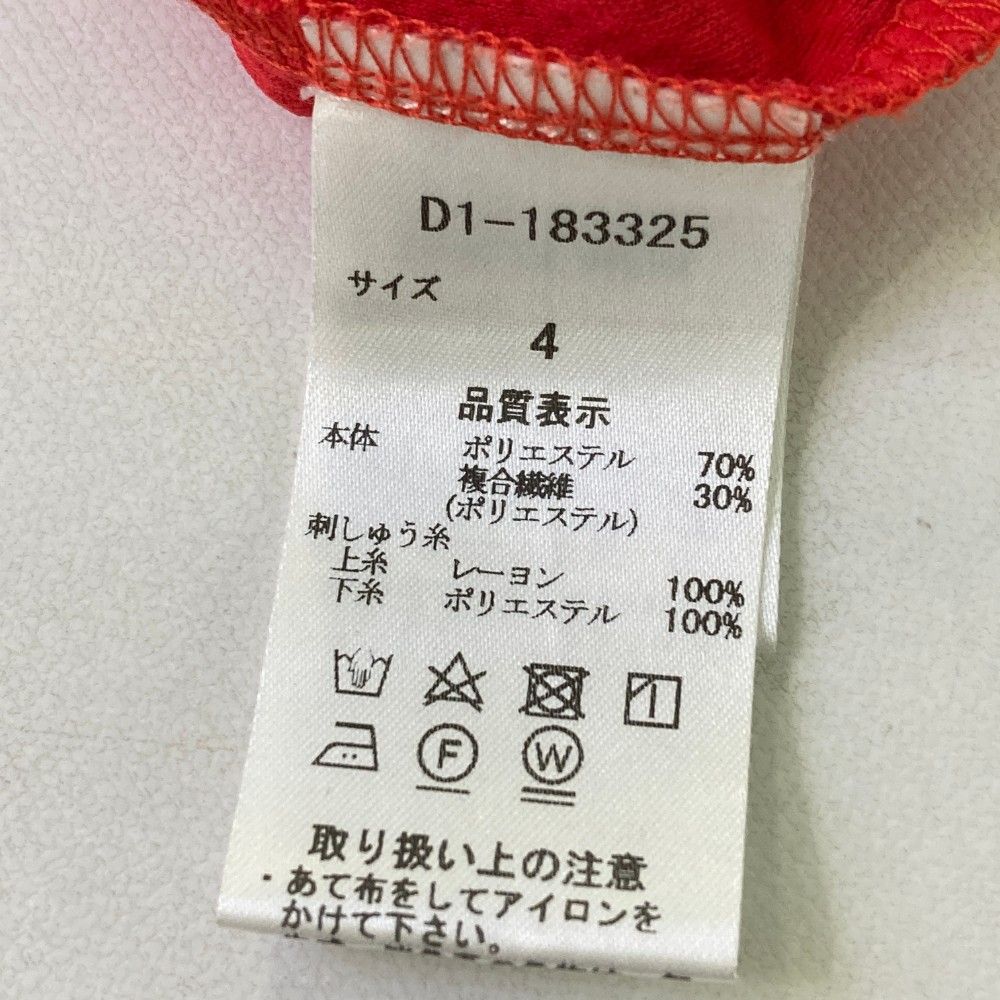 D1-183325
サイズ
4
品質表示
本体 ポリエステル 70%
複合繊維 30%
(ポリエステル)
刺しゅう糸
上糸 レーヨン 100%
下糸 ポリエステル 100%
1
F W
取り扱い上の注意
・あて布をしてアイロンを
かけて下さい。